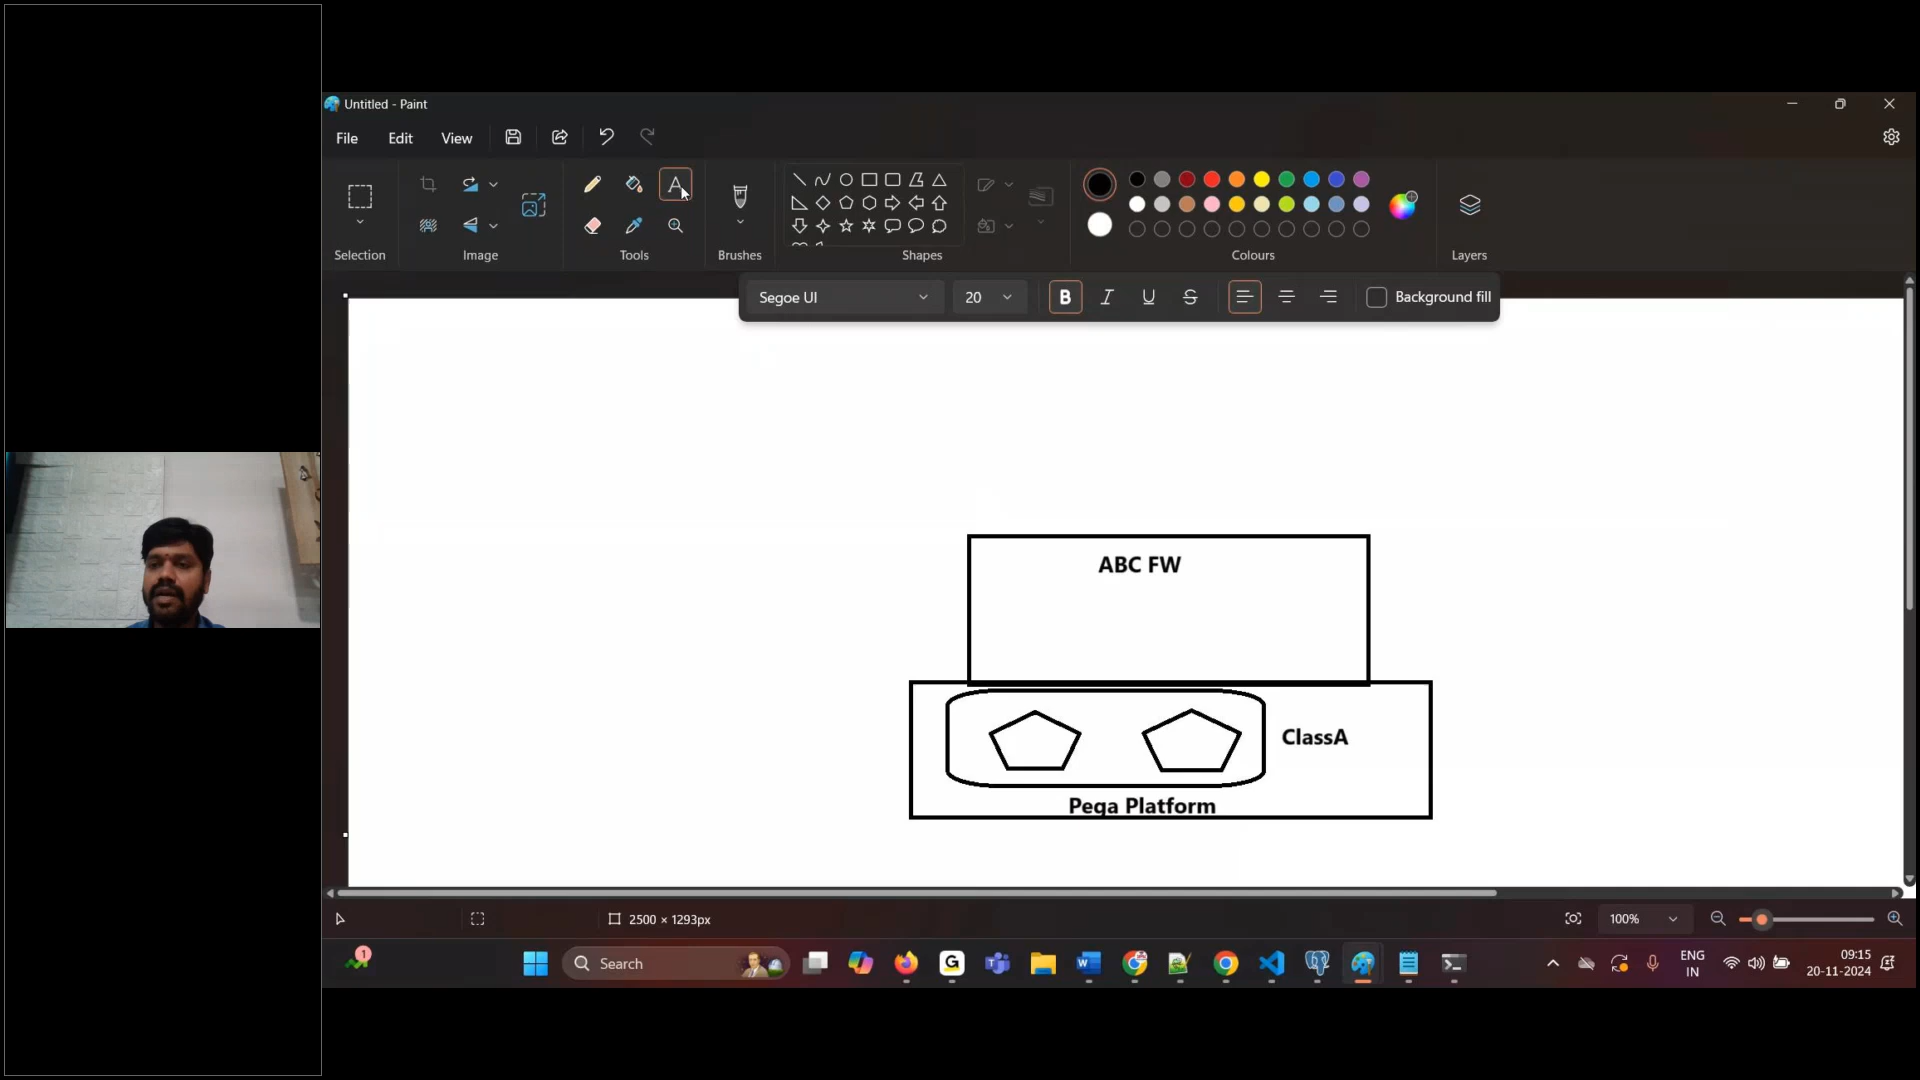 Untitled - Paint
File Edit View
Selection Image Tools Brushes Shapes Colours Layers
Segoe UI 20 B I U S Background fill
ABC FW
ClassA
Pega Platform
2500 × 1293px 100%
1 Search ENG 09:15
IN 20-11-2024